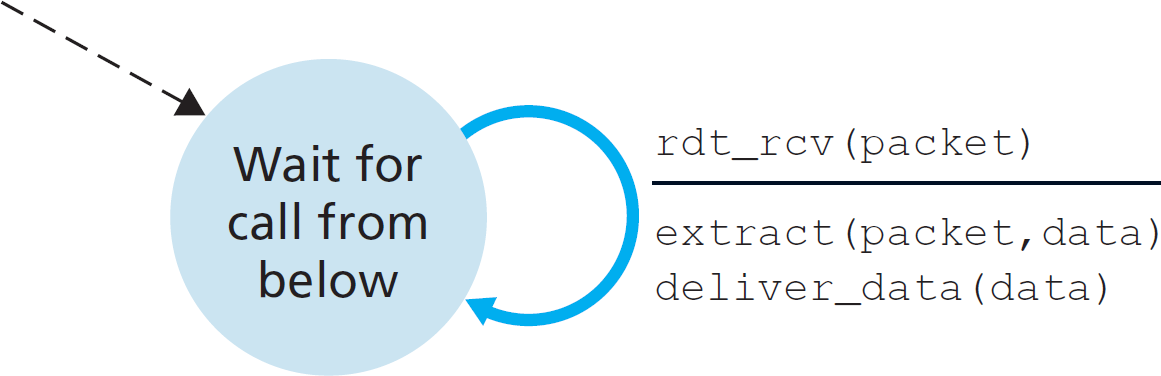 Wait for
call from
below
rdt_rcv(packet)
extract(packet,data)
deliver_data(data)